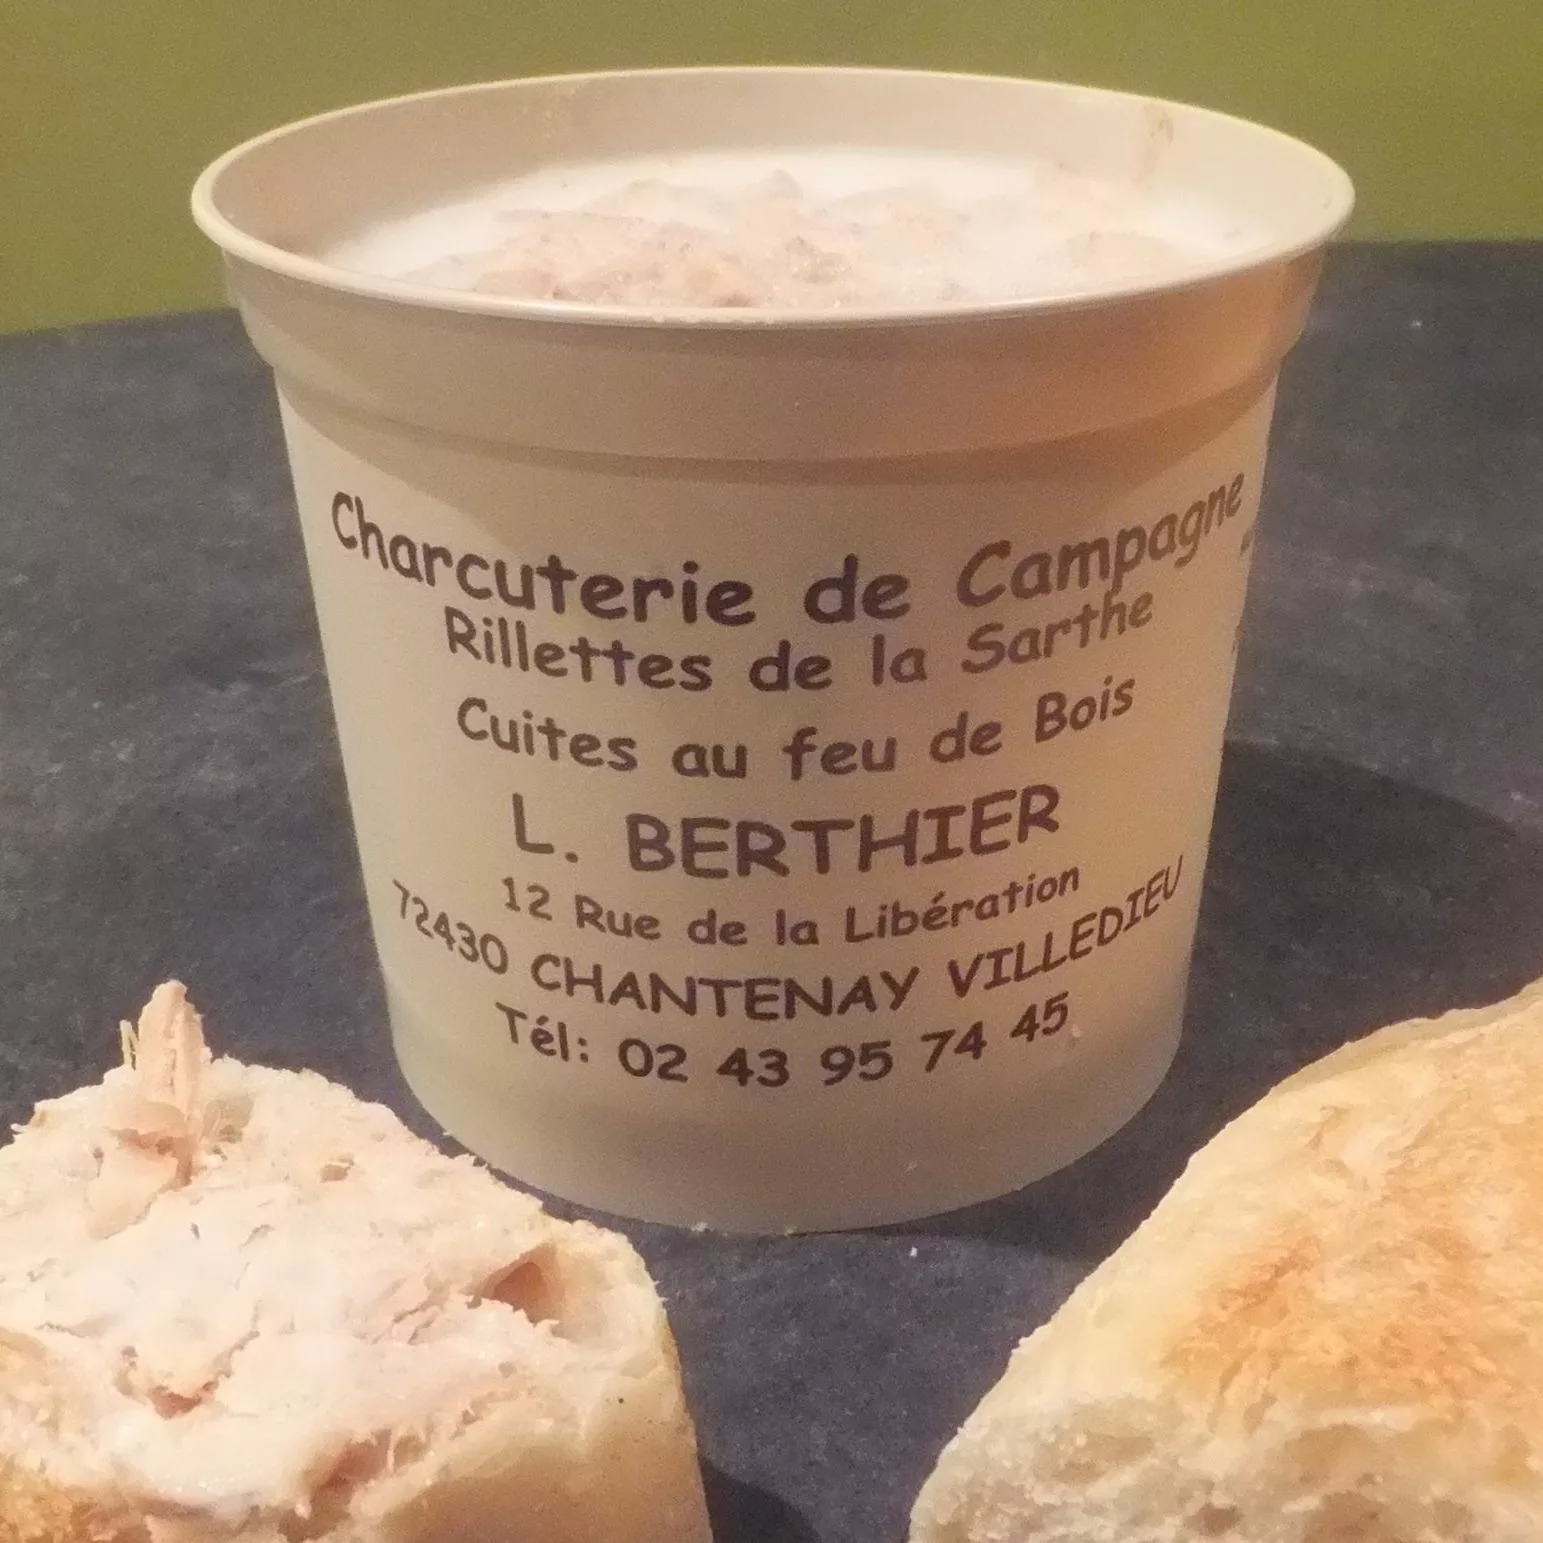 Charcuterie de Campagne
Rillettes de la Sarthe
Cuites au feu de Bois
L. BERTHIER
12 Rue de la Libération
72430 CHANTENAY VILLEDIEU
Tél: 02 43 95 74 45